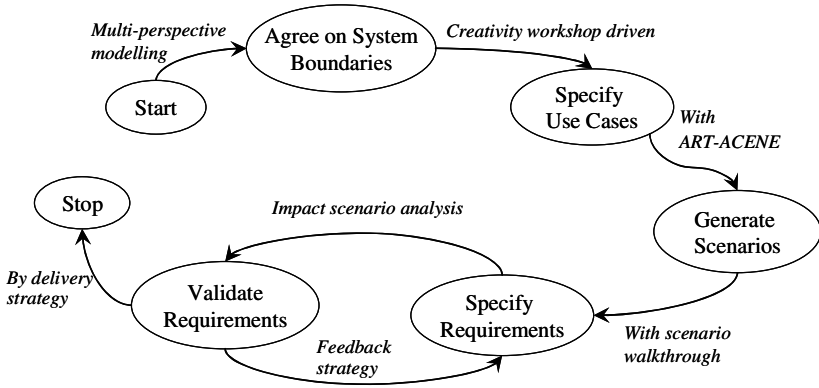 Multi-perspective
modelling
Agree on System
Boundaries
Creativity workshop driven
Start
Specify
Use Cases
With
ART-ACENE
Stop
Impact scenario analysis
Generate
Scenarios
By delivery
strategy
Validate
Requirements
Specify
Requirements
Feedback
strategy
With scenario
walkthrough